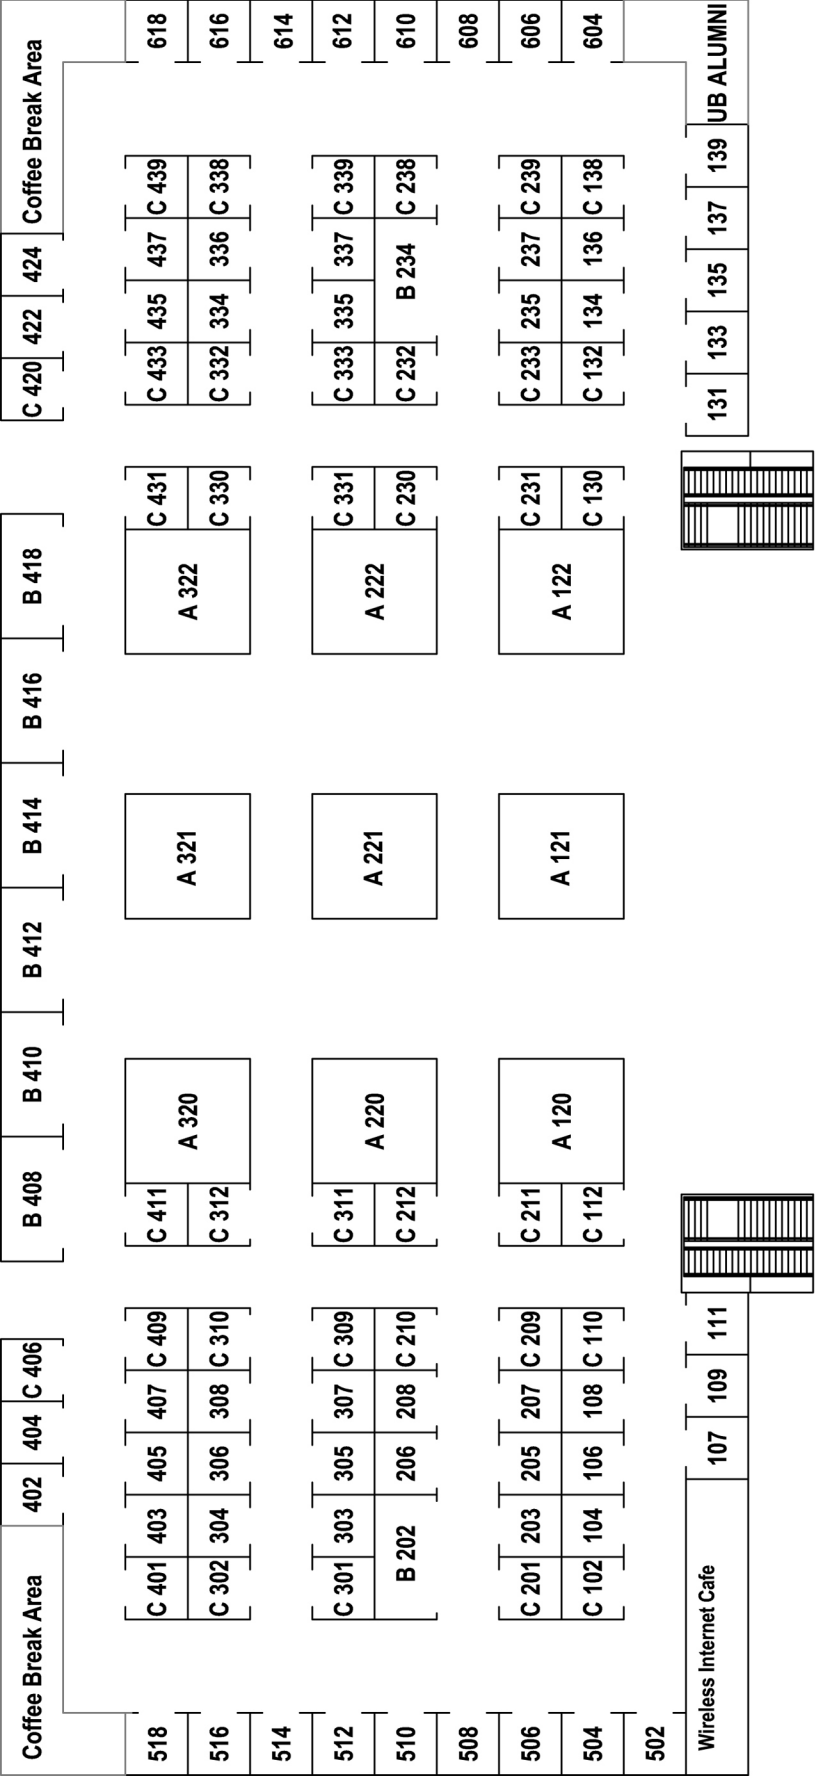 Coffee Break Area
618
616
614
612
610
608
606
604
UB ALUMNI
424
422
C 420
C 439
C 338
C 339
C 238
C 239
C 138
139
437
336
337
B 234
237
136
137
435
334
335
235
134
135
C 433
C 332
C 333
C 232
C 233
C 132
133
131
C 431
C 330
C 331
C 230
C 231
C 130
B 418
A 322
A 222
A 122
B 416
B 414
A 321
A 221
A 121
B 412
B 410
A 320
A 220
A 120
B 408
C 411
C 312
C 311
C 212
C 211
C 112
C 406
C 409
C 310
C 309
C 210
C 209
C 110
111
404
407
308
307
208
207
108
109
402
405
306
305
206
205
106
107
403
304
303
B 202
203
104
C 401
C 302
C 301
C 201
C 102
Coffee Break Area
Wireless Internet Cafe
518
516
514
512
510
508
506
504
502